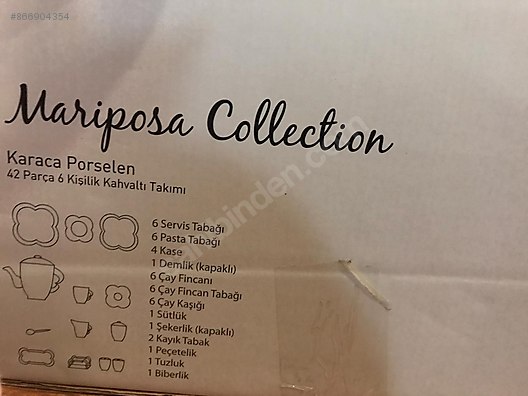 #866904354
Mariposa Collection
Karaca Porselen
42 Parça 6 Kişilik Kahvaltı Takımı
6 Servis Tabağı
6 Pasta Tabağı
4 Kase
1 Demlik (kapaklı)
6 Çay Fincanı
6 Çay Fincan Tabağı
6 Çay Kaşığı
1 Sütlük
1 Şekerlik (kapaklı)
2 Kayık Tabak
1 Peçetelik
1 Tuzluk
1 Biberlik
sahibinden.com